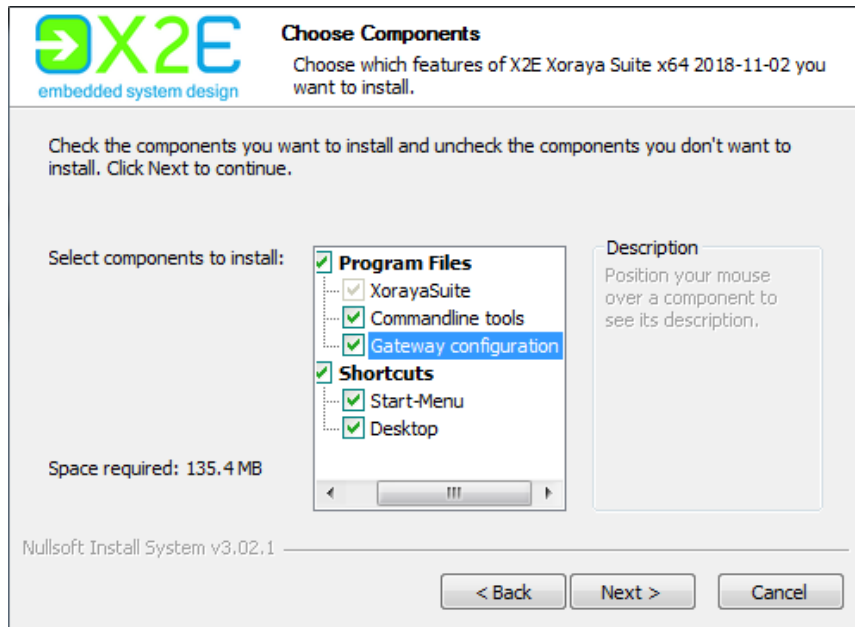 X2E
embedded system design
Choose Components
Choose which features of X2E Xoraya Suite x64 2018-11-02 you
want to install.
Check the components you want to install and uncheck the components you don't want to
install. Click Next to continue.
Select components to install:
Program Files
XorayaSuite
Commandline tools
Gateway configuration
Shortcuts
Start-Menu
Desktop
Description
Position your mouse
over a component to
see its description.
Space required: 135.4 MB
Nullsoft Install System v3.02.1
< Back
Next >
Cancel